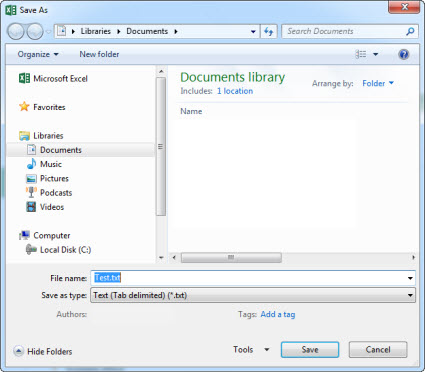 Save As
Libraries Documents
Search Documents
Organize New folder
Microsoft Excel
Favorites
Libraries
Documents
Music
Pictures
Podcasts
Videos
Computer
Local Disk (C:)
Documents library
Includes: 1 location
Arrange by: Folder
Name
File name: Test.txt
Save as type: Text (Tab delimited) (*.txt)
Authors:
Tags: Add a tag
Hide Folders
Tools
Save
Cancel